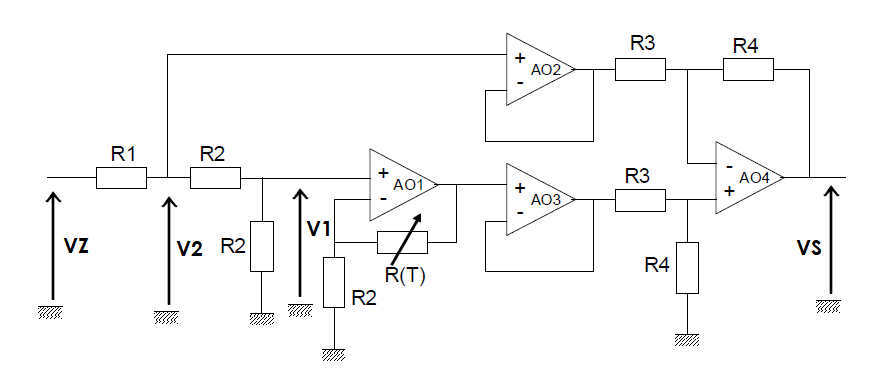 R3
R4
+
-
AO2
R1
R2
+
-
AO1
+
-
AO3
R3
-
+
AO4
VZ
V2
R2
V1
R(T)
R2
R4
VS